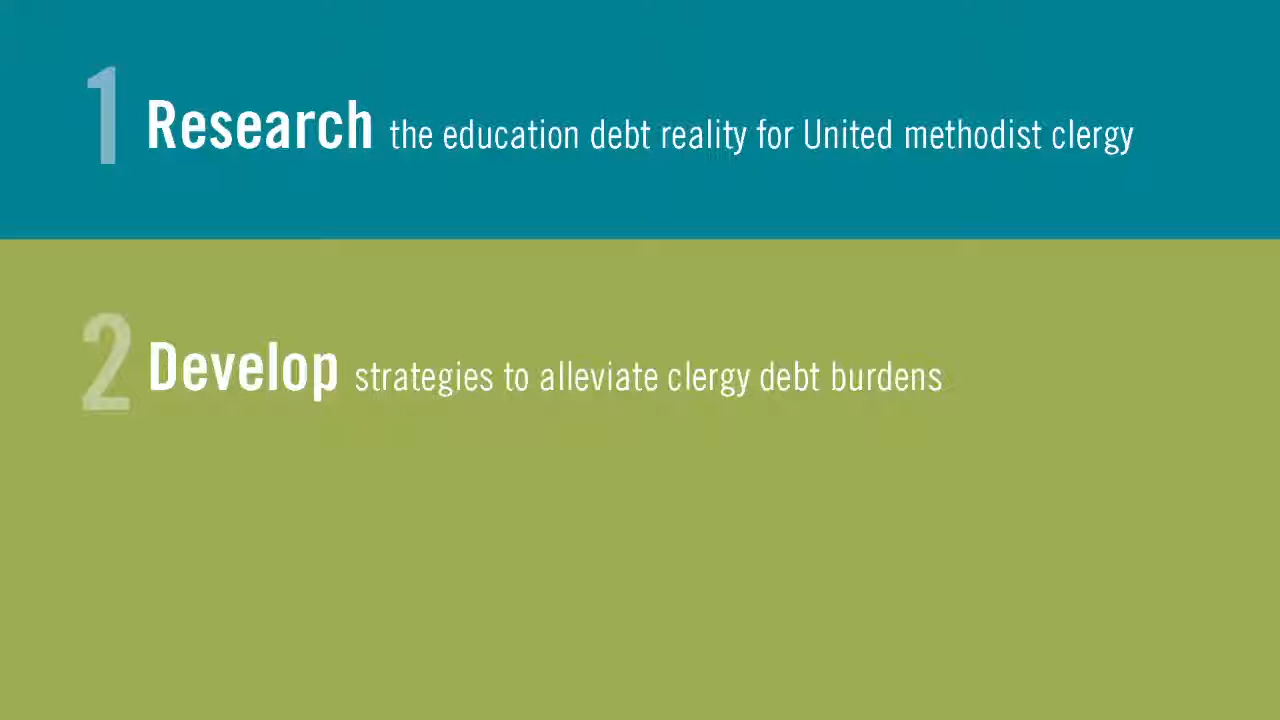 1 Research the education debt reality for United methodist clergy
2 Develop strategies to alleviate clergy debt burdens